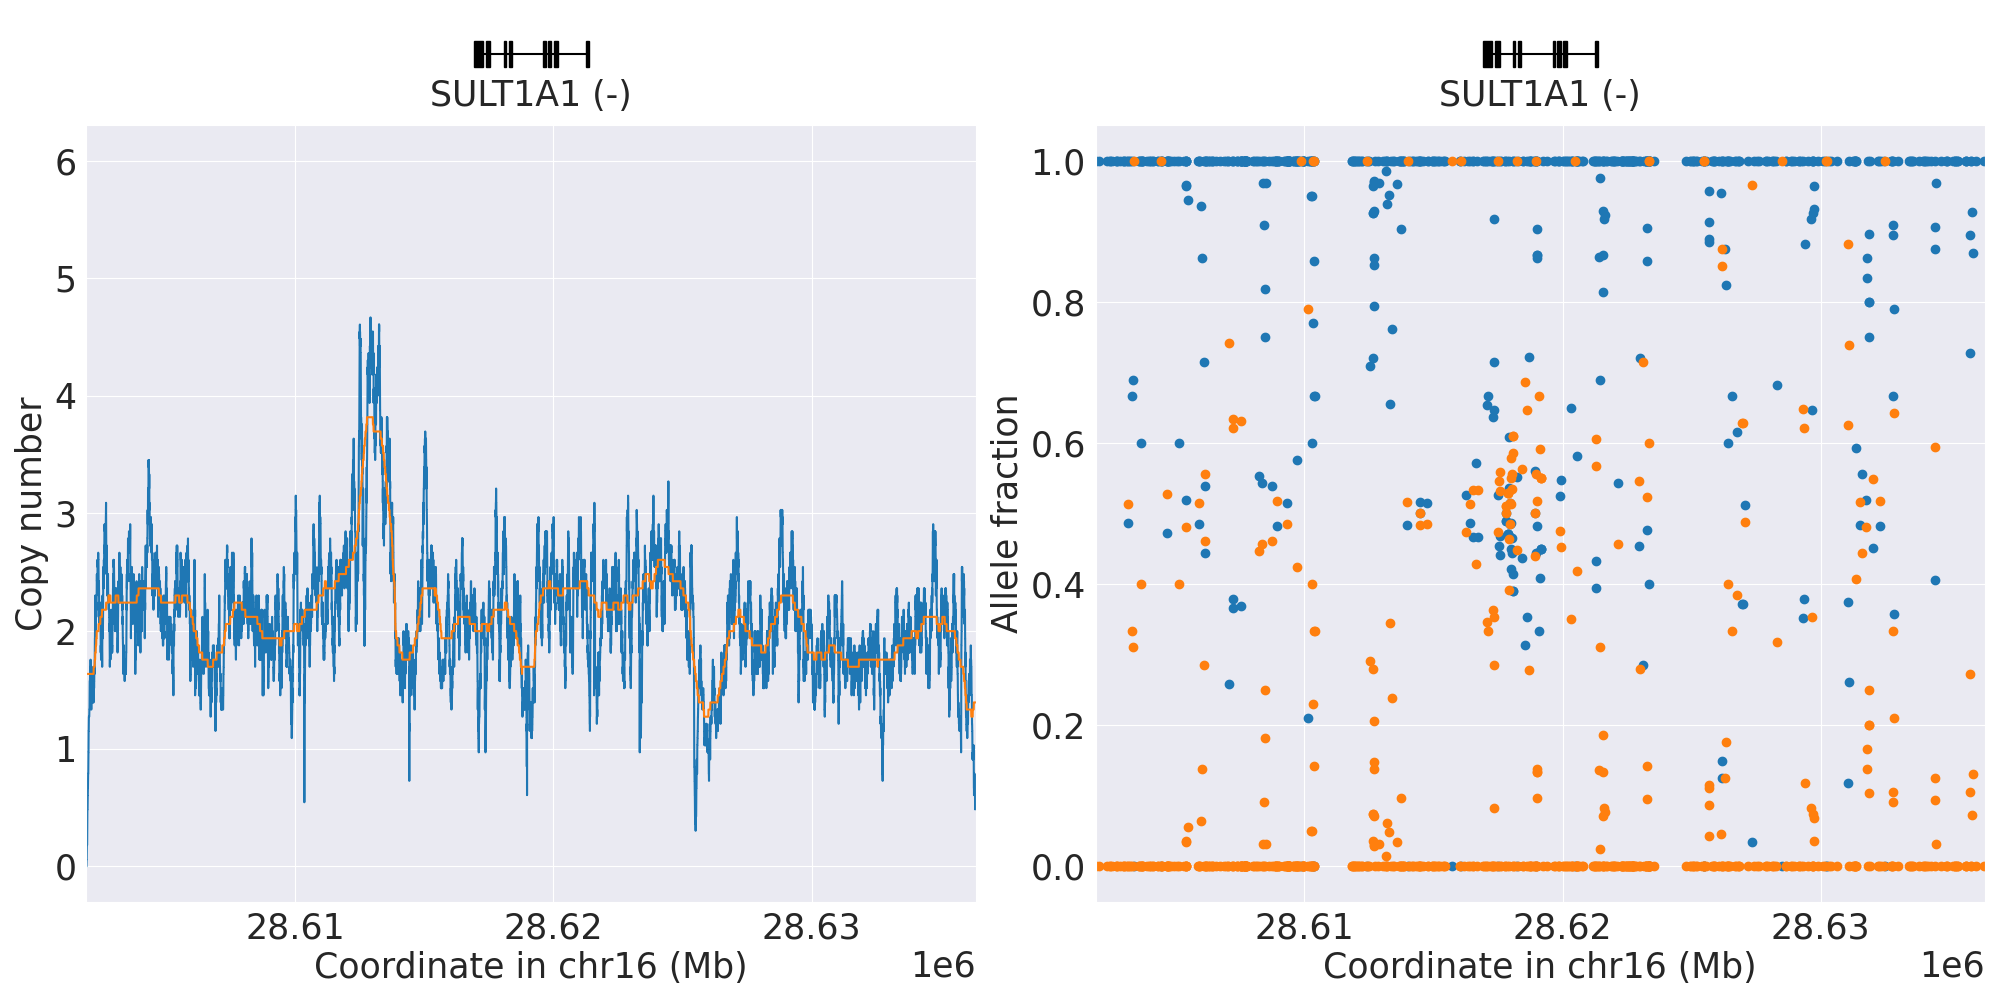 SULT1A1 (-)
6
5
4
3
2
1
0
Copy number
28.61
28.62
28.63
Coordinate in chr16 (Mb)
1e6
SULT1A1 (-)
1.0
0.8
0.6
0.4
0.2
0.0
Allele fraction
28.61
28.62
28.63
Coordinate in chr16 (Mb)
1e6